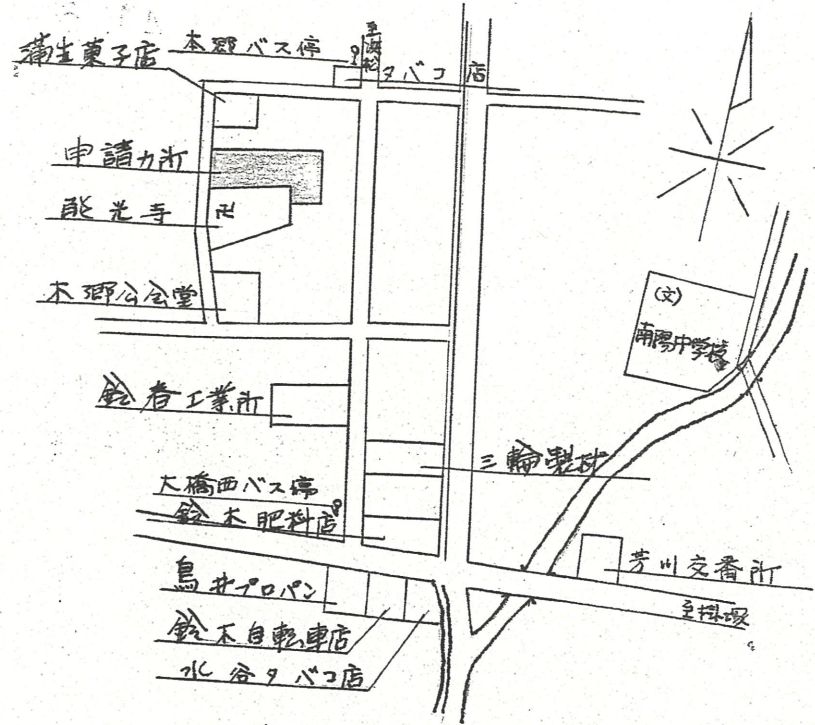 蒲生菓子店
本郷バス停
至浜松
タバコ店
申請カ所
能光寺
卍
本郷公会堂
(文)
南陽中学校
鈴春工業所
三輪製材
大橋西バス停
鈴木肥料店
鳥井プロパン
芳川交番所
至掛塚
鈴木自転車店
水谷タバコ店